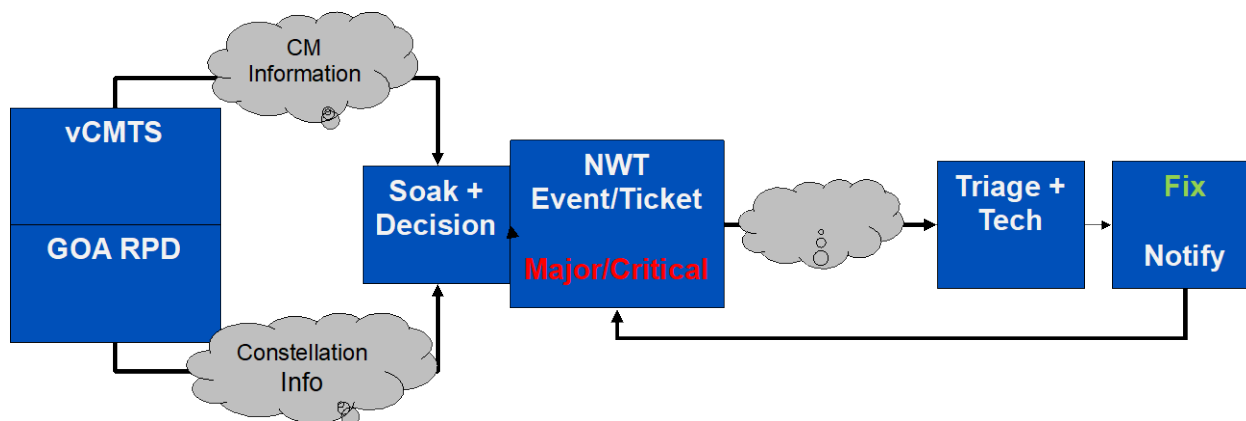 CM
Information
vCMTS
GOA RPD
Soak +
Decision
NWT
Event/Ticket
Major/Critical
Triage +
Tech
Fix
Notify
Constellation
Info